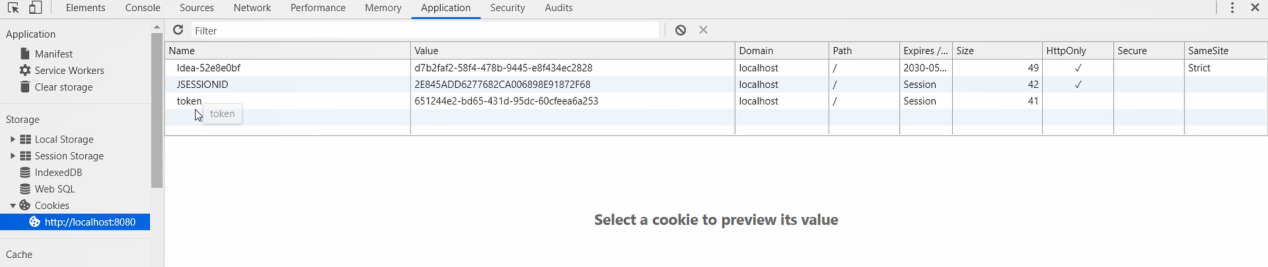 Elements Console Sources Network Performance Memory Application Security Audits
Application
Manifest
Service Workers
Clear storage
Storage
Local Storage
Session Storage
IndexedDB
Web SQL
Cookies
http://localhost:8080
Cache
Filter
Name Value Domain Path Expires /... Size HttpOnly Secure SameSite
Idea-52e8e0bf d7b2faf2-58f4-478b-9445-e8f434ec2828 localhost / 2030-05... 49 ✓ Strict
JSESSIONID 2E845ADD6277682CA006898E91872F68 localhost / Session 42 ✓
token 651244e2-bd65-431d-95dc-60cfeea6a253 localhost / Session 41
token
Select a cookie to preview its value